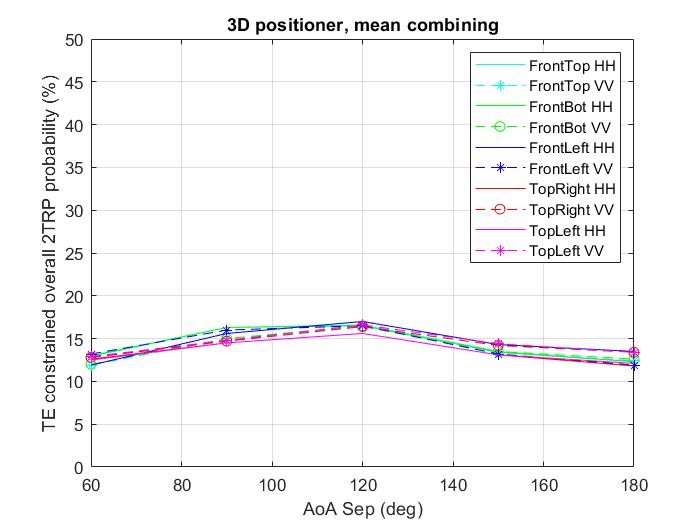 3D positioner, mean combining
TE constrained overall 2TRP probability (%)
50
45
40
35
30
25
20
15
10
5
0
FrontTop HH
FrontTop VV
FrontBot HH
FrontBot VV
FrontLeft HH
FrontLeft VV
TopRight HH
TopRight VV
TopLeft HH
TopLeft VV
60 80 100 120 140 160 180
AoA Sep (deg)